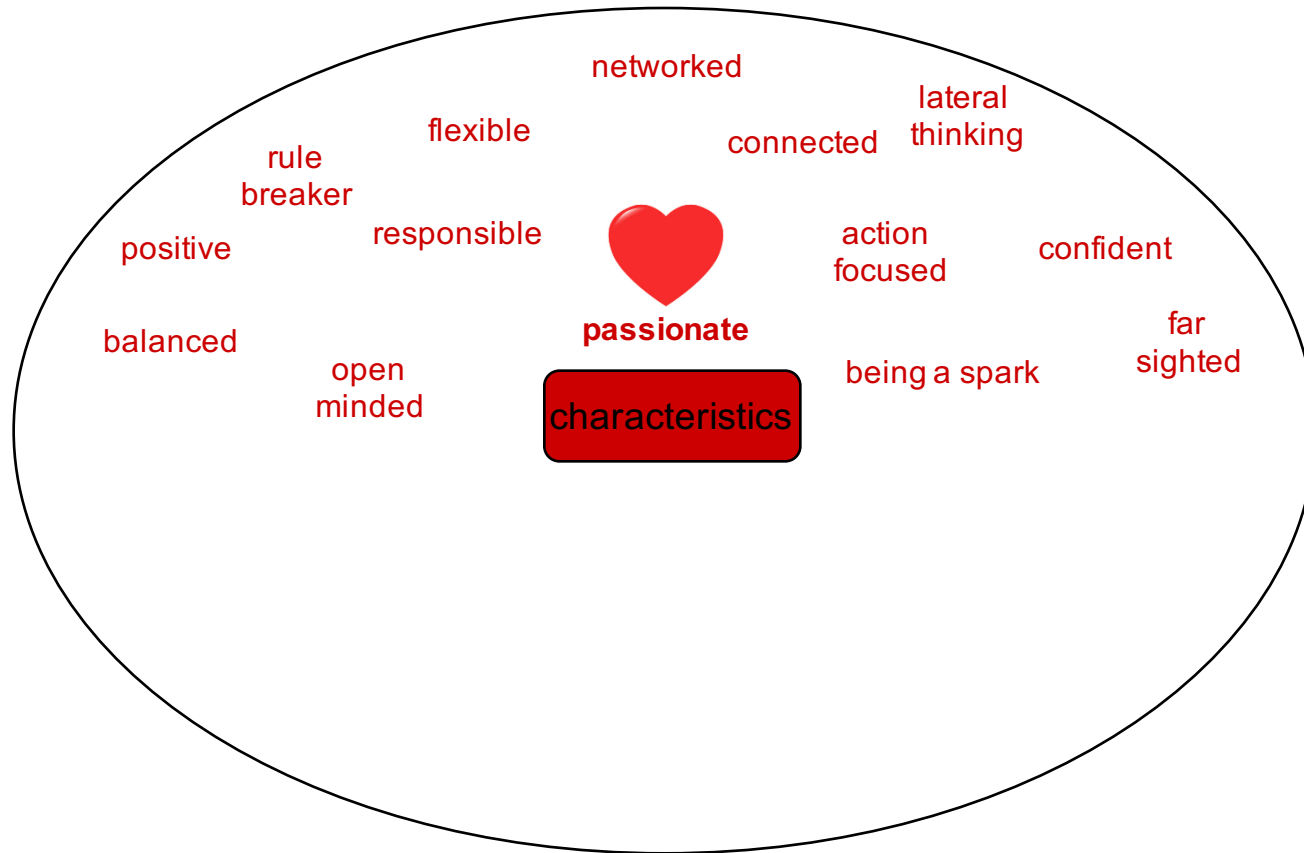 networked
lateral
thinking
flexible
connected
rule
breaker
responsible
action
focused
positive
confident
passionate
far
sighted
balanced
open
minded
being a spark
characteristics